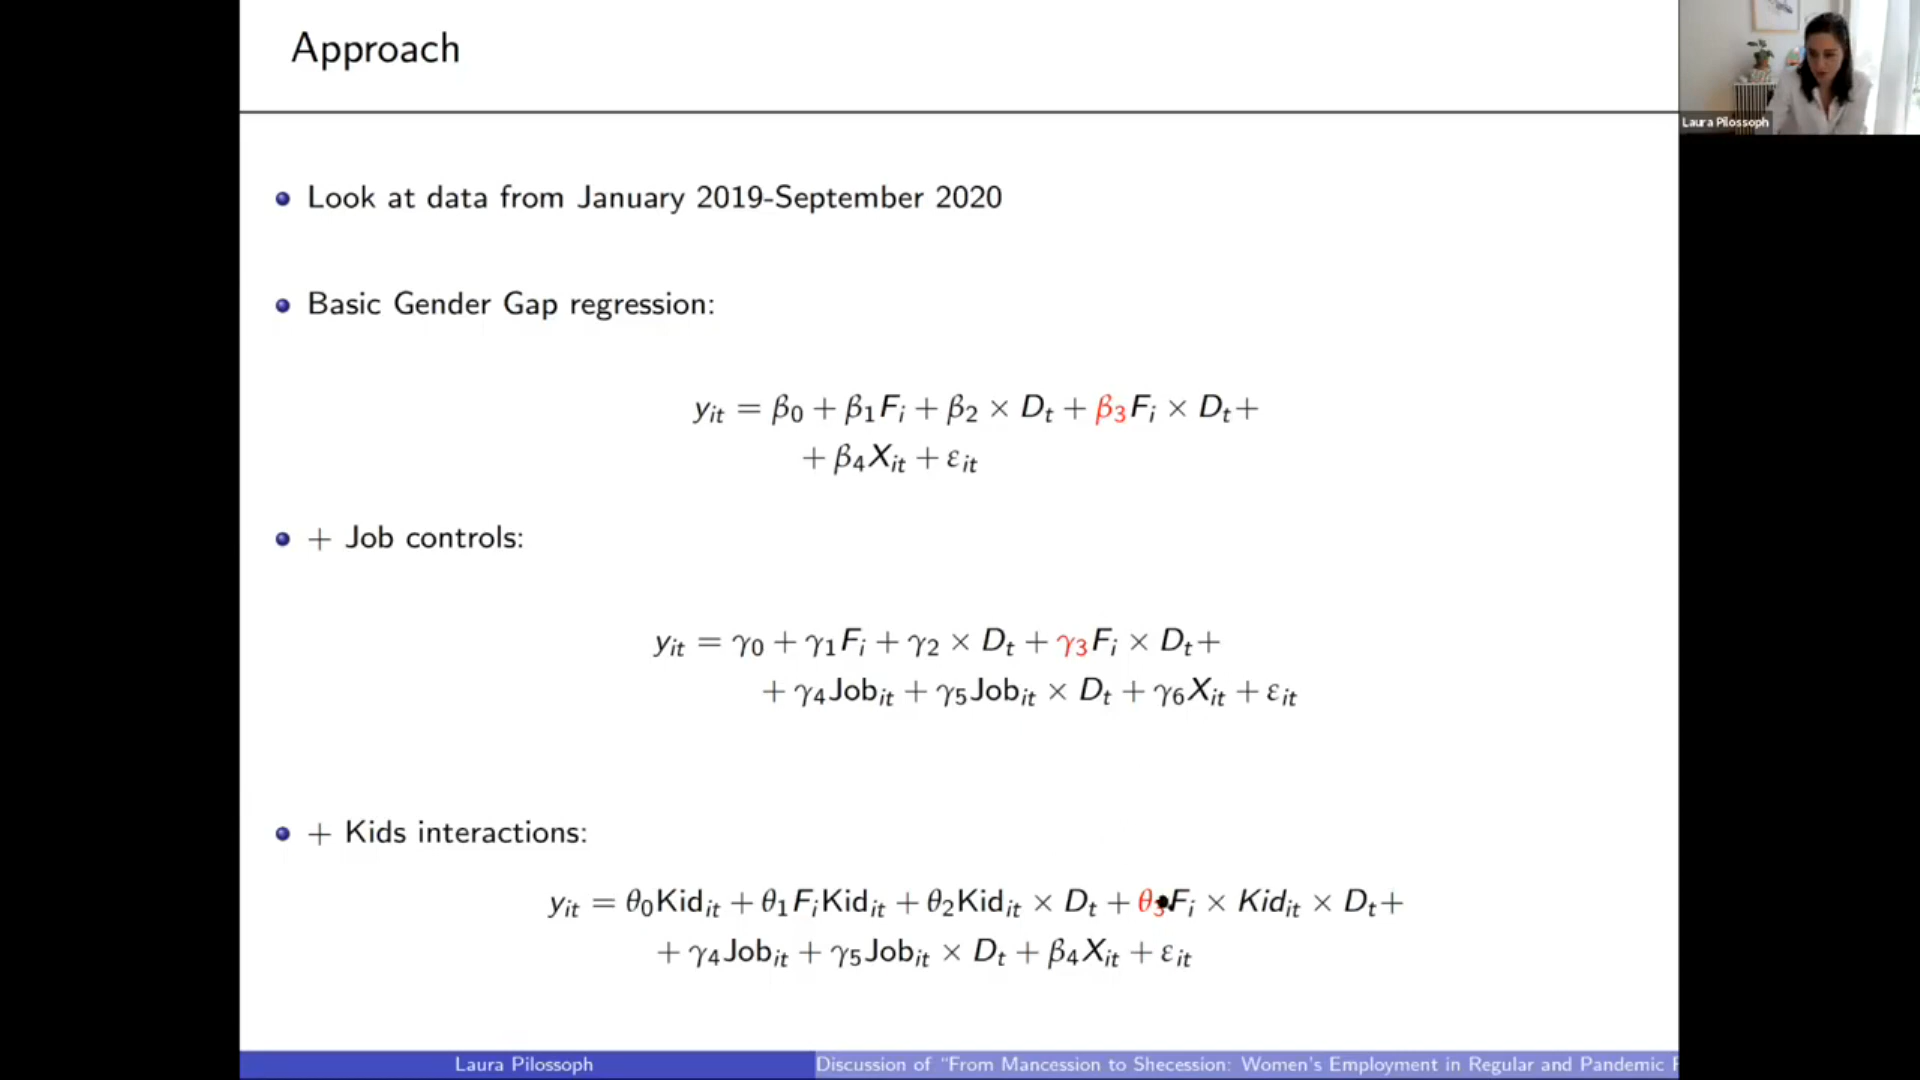 Approach
Laura Pilossoph
Look at data from January 2019-September 2020
Basic Gender Gap regression:
y_it = β_0 + β_1 F_i + β_2 × D_t + β_3 F_i × D_t +
+ β_4 X_it + ε_it
+ Job controls:
y_it = γ_0 + γ_1 F_i + γ_2 × D_t + γ_3 F_i × D_t +
+ γ_4 Job_it + γ_5 Job_it × D_t + γ_6 X_it + ε_it
+ Kids interactions:
y_it = θ_0 Kid_it + θ_1 F_i Kid_it + θ_2 Kid_it × D_t + θ_3 F_i × Kid_it × D_t +
+ γ_4 Job_it + γ_5 Job_it × D_t + β_4 X_it + ε_it
Laura Pilossoph
Discussion of “From Mancession to Shecession: Women's Employment in Regular and Pandemic